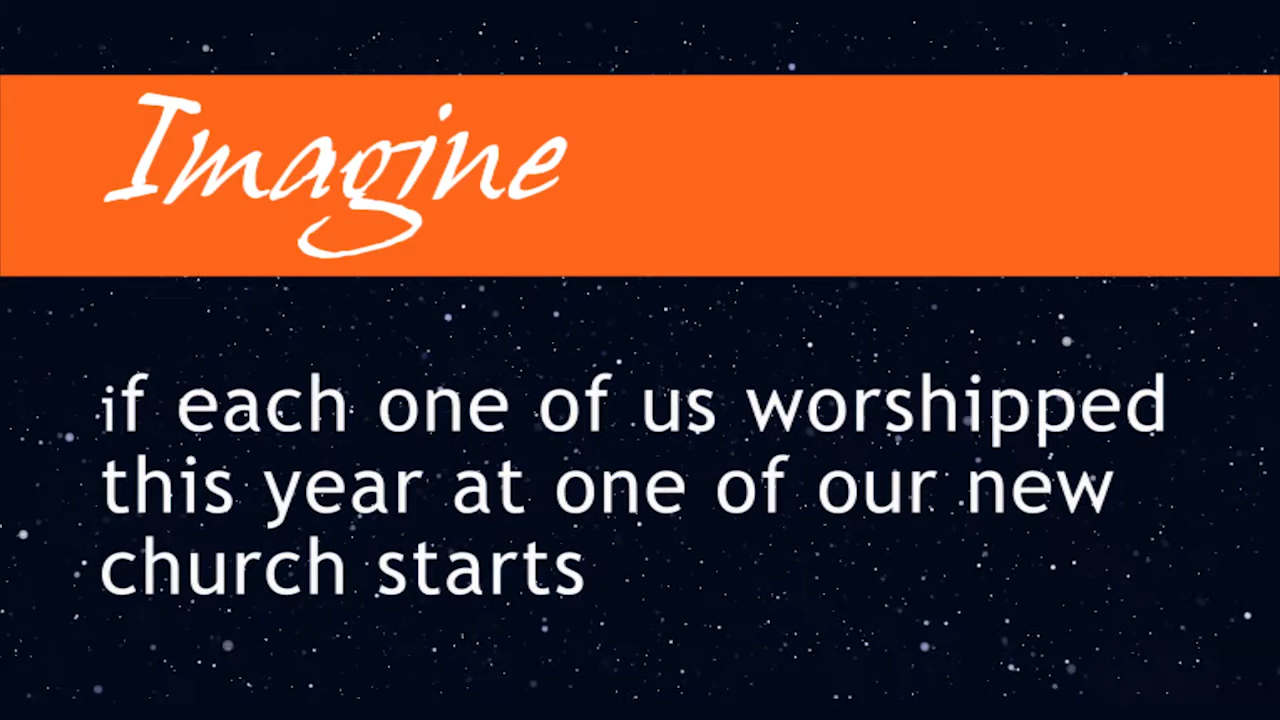 Imagine
if each one of us worshipped
this year at one of our new
church starts